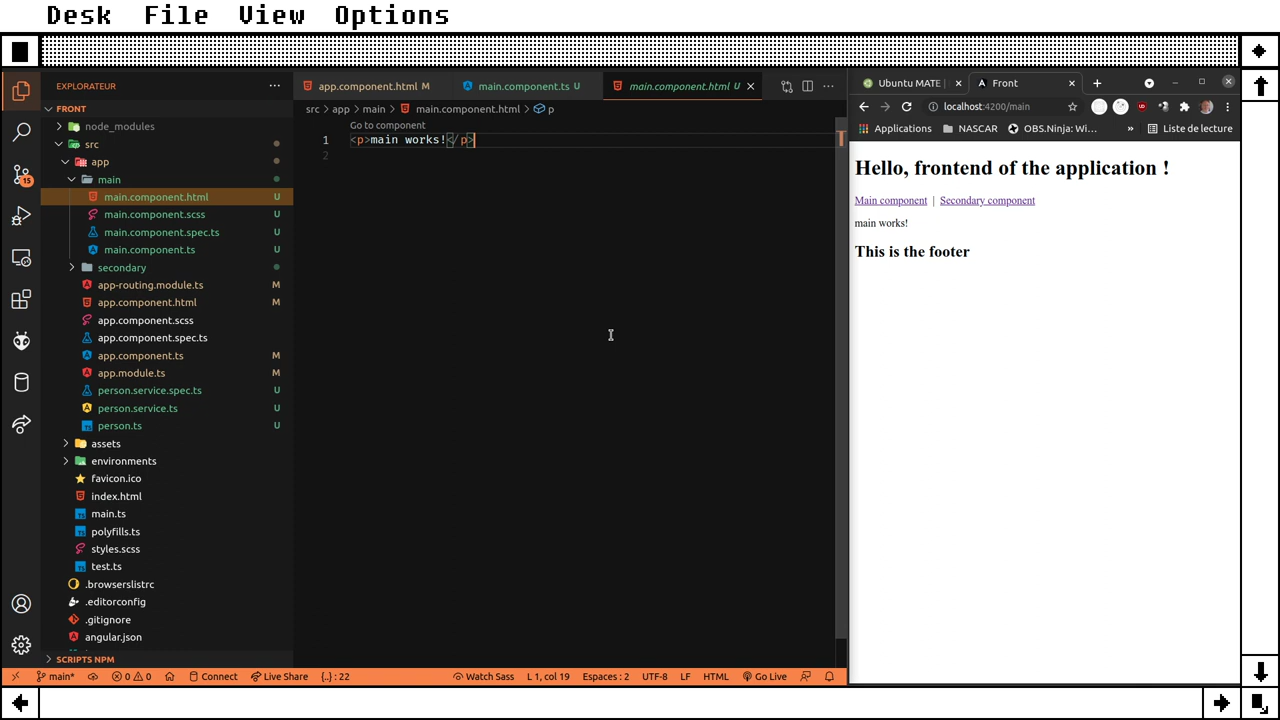 Desk File View Options
EXPLORATEUR
FRONT
node_modules
src
app
main
main.component.html U
main.component.scss U
main.component.spec.ts U
main.component.ts U
secondary
app-routing.module.ts M
app.component.html M
app.component.scss
app.component.spec.ts
app.component.ts M
app.module.ts M
person.service.spec.ts U
person.service.ts U
person.ts U
assets
environments
favicon.ico
index.html
main.ts
polyfills.ts
styles.scss
test.ts
.browserslistrc
.editorconfig
.gitignore
angular.json
SCRIPTS NPM
15
app.component.html M main.component.ts U main.component.html U
src > app > main > main.component.html > p
Go to component
1 <p>main works!</p>
2
main* 0 0 Connect Live Share {..} : 22 Watch Sass L 1, col 19 Espaces : 2 UTF-8 LF HTML Go Live
Ubuntu MATE | Front
localhost:4200/main
Applications NASCAR OBS.Ninja: Wi... » Liste de lecture
Hello, frontend of the application !
Main component | Secondary component
main works!
This is the footer